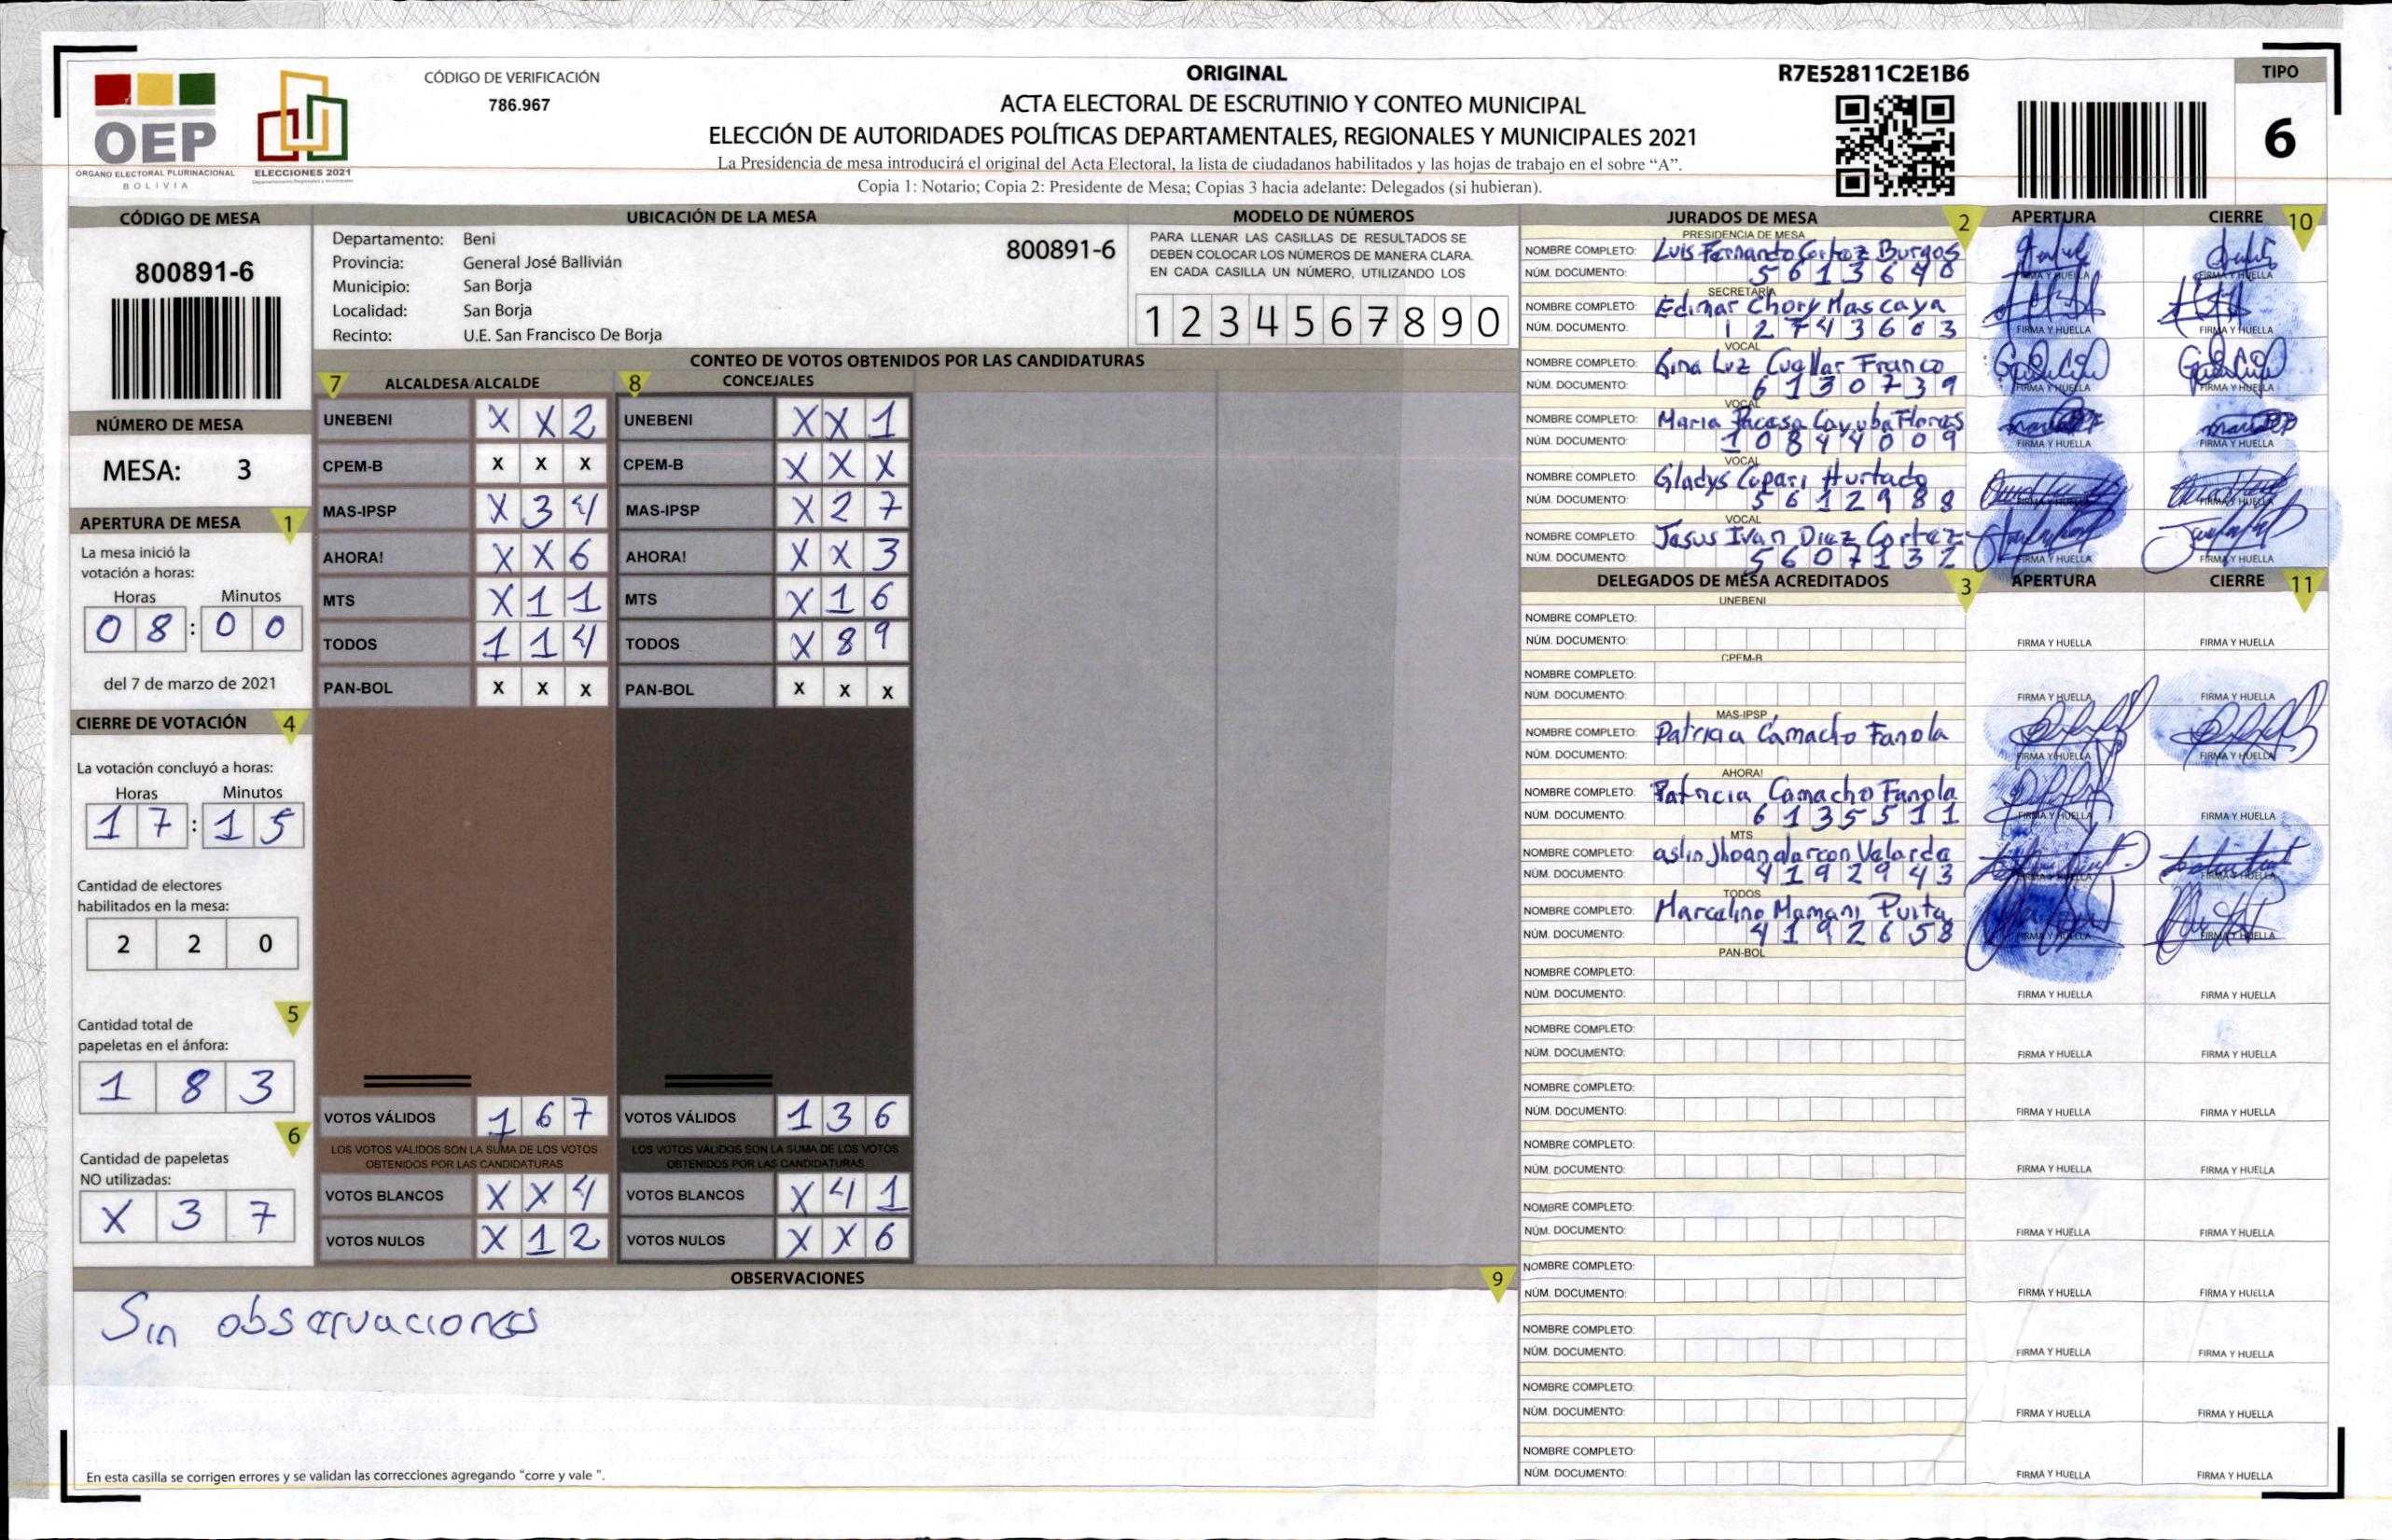 OEP
ÓRGANO ELECTORAL PLURINACIONAL
BOLIVIA
ELECCIONES 2021
CÓDIGO DE VERIFICACIÓN
786.967
ORIGINAL
ACTA ELECTORAL DE ESCRUTINIO Y CONTEO MUNICIPAL
ELECCIÓN DE AUTORIDADES POLÍTICAS DEPARTAMENTALES, REGIONALES Y MUNICIPALES 2021
La Presidencia de mesa introducirá el original del Acta Electoral, la lista de ciudadanos habilitados y las hojas de trabajo en el sobre “A”.
Copia 1: Notario; Copia 2: Presidente de Mesa; Copias 3 hacia adelante: Delegados (si hubieran).
R7E52811C2E1B6
TIPO
6
CÓDIGO DE MESA
800891-6
NÚMERO DE MESA
MESA: 3
APERTURA DE MESA 1
La mesa inició la
votación a horas:
Horas Minutos
0 8 : 0 0
del 7 de marzo de 2021
CIERRE DE VOTACIÓN 4
La votación concluyó a horas:
Horas Minutos
1 7 : 1 5
Cantidad de electores
habilitados en la mesa:
2 2 0
5
Cantidad total de
papeletas en el ánfora:
1 8 3
6
Cantidad de papeletas
NO utilizadas:
X 3 7
UBICACIÓN DE LA MESA
Departamento: Beni
Provincia: General José Ballivián
Municipio: San Borja
Localidad: San Borja
Recinto: U.E. San Francisco De Borja
800891-6
MODELO DE NÚMEROS
PARA LLENAR LAS CASILLAS DE RESULTADOS SE
DEBEN COLOCAR LOS NÚMEROS DE MANERA CLARA.
EN CADA CASILLA UN NÚMERO, UTILIZANDO LOS
1 2 3 4 5 6 7 8 9 0
CONTEO DE VOTOS OBTENIDOS POR LAS CANDIDATURAS
7 ALCALDESA/ALCALDE
UNEBENI X X 2
CPEM-B X X X
MAS-IPSP X 3 4
AHORA! X X 6
MTS X 1 1
TODOS 1 1 4
PAN-BOL X X X
VOTOS VÁLIDOS 1 6 7
LOS VOTOS VÁLIDOS SON LA SUMA DE LOS VOTOS
OBTENIDOS POR LAS CANDIDATURAS
VOTOS BLANCOS X X 4
VOTOS NULOS X 1 2
8 CONCEJALES
UNEBENI X X 1
CPEM-B X X X
MAS-IPSP X 2 7
AHORA! X X 3
MTS X 1 6
TODOS X 8 9
PAN-BOL X X X
VOTOS VÁLIDOS 1 3 6
LOS VOTOS VÁLIDOS SON LA SUMA DE LOS VOTOS
OBTENIDOS POR LAS CANDIDATURAS
VOTOS BLANCOS X 4 1
VOTOS NULOS X X 6
OBSERVACIONES 9
Sin observaciones
En esta casilla se corrigen errores y se validan las correcciones agregando "corre y vale ".
JURADOS DE MESA 2 APERTURA CIERRE 10
PRESIDENCIA DE MESA
NOMBRE COMPLETO: Luis Fernando Cortez Burgos
NÚM. DOCUMENTO: 5613640 FIRMA Y HUELLA FIRMA Y HUELLA
SECRETARÍA
NOMBRE COMPLETO: Edimar Chory Mascaya
NÚM. DOCUMENTO: 12743603 FIRMA Y HUELLA FIRMA Y HUELLA
VOCAL
NOMBRE COMPLETO: Gina Luz Cuellar Franco
NÚM. DOCUMENTO: 6130739 FIRMA Y HUELLA FIRMA Y HUELLA
VOCAL
NOMBRE COMPLETO: Maria Cayuba Flores
NÚM. DOCUMENTO: 10844009 FIRMA Y HUELLA FIRMA Y HUELLA
VOCAL
NOMBRE COMPLETO: Gladys Copari Hurtado
NÚM. DOCUMENTO: 5612988 FIRMA Y HUELLA FIRMA Y HUELLA
VOCAL
NOMBRE COMPLETO: Jesus Ivan Diez Cortez
NÚM. DOCUMENTO: 5607132 FIRMA Y HUELLA FIRMA Y HUELLA
DELEGADOS DE MESA ACREDITADOS 3 APERTURA CIERRE 11
UNEBENI
NOMBRE COMPLETO:
NÚM. DOCUMENTO: FIRMA Y HUELLA FIRMA Y HUELLA
CPEM-B
NOMBRE COMPLETO:
NÚM. DOCUMENTO: FIRMA Y HUELLA FIRMA Y HUELLA
MAS-IPSP
NOMBRE COMPLETO: Patricia Camacho Fanola
NÚM. DOCUMENTO: FIRMA Y HUELLA FIRMA Y HUELLA
AHORA!
NOMBRE COMPLETO: Patricia Camacho Fanola
NÚM. DOCUMENTO: 6135511 FIRMA Y HUELLA FIRMA Y HUELLA
MTS
NOMBRE COMPLETO: aslin Jhoan alarcon Velarde
NÚM. DOCUMENTO: 4192943 FIRMA Y HUELLA FIRMA Y HUELLA
TODOS
NOMBRE COMPLETO: Marcelino Mamani Puita
NÚM. DOCUMENTO: 4192658 FIRMA Y HUELLA FIRMA Y HUELLA
PAN-BOL
NOMBRE COMPLETO:
NÚM. DOCUMENTO: FIRMA Y HUELLA FIRMA Y HUELLA
NOMBRE COMPLETO:
NÚM. DOCUMENTO: FIRMA Y HUELLA FIRMA Y HUELLA
NOMBRE COMPLETO:
NÚM. DOCUMENTO: FIRMA Y HUELLA FIRMA Y HUELLA
NOMBRE COMPLETO:
NÚM. DOCUMENTO: FIRMA Y HUELLA FIRMA Y HUELLA
NOMBRE COMPLETO:
NÚM. DOCUMENTO: FIRMA Y HUELLA FIRMA Y HUELLA
NOMBRE COMPLETO:
NÚM. DOCUMENTO: FIRMA Y HUELLA FIRMA Y HUELLA
NOMBRE COMPLETO:
NÚM. DOCUMENTO: FIRMA Y HUELLA FIRMA Y HUELLA
NOMBRE COMPLETO:
NÚM. DOCUMENTO: FIRMA Y HUELLA FIRMA Y HUELLA
NOMBRE COMPLETO:
NÚM. DOCUMENTO: FIRMA Y HUELLA FIRMA Y HUELLA